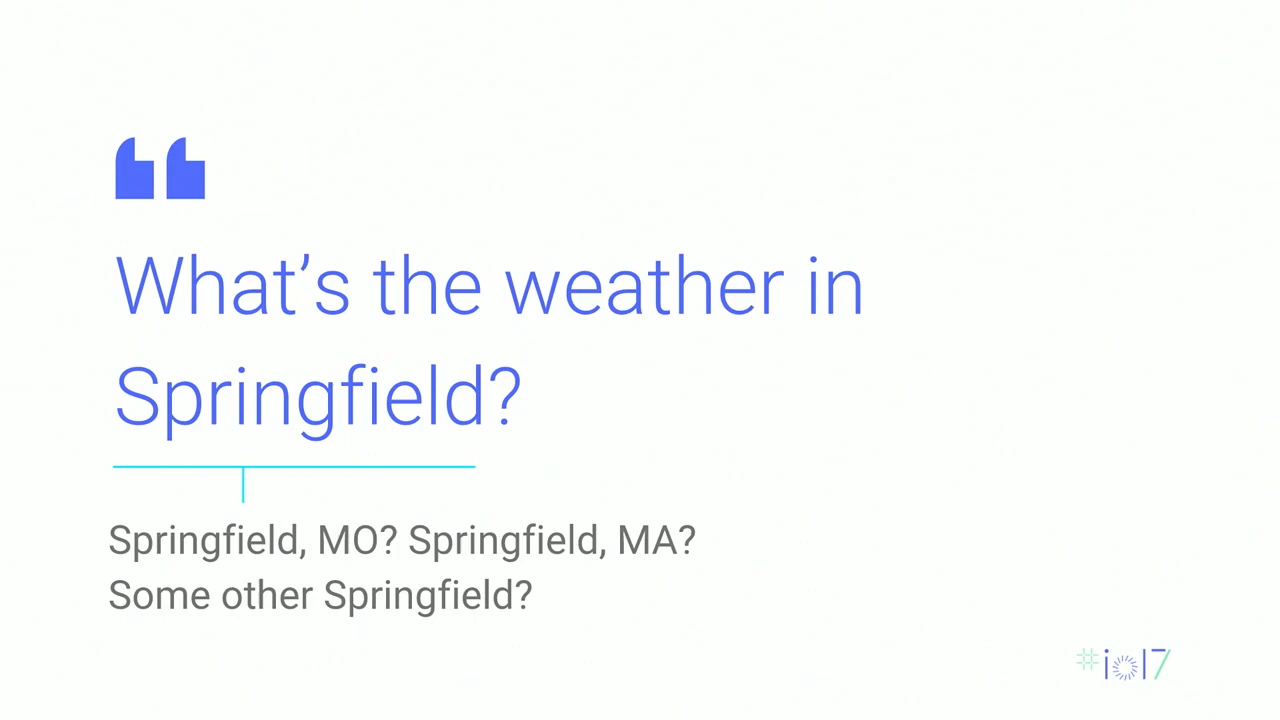 “
What’s the weather in
Springfield?
Springfield, MO? Springfield, MA?
Some other Springfield?
#io17